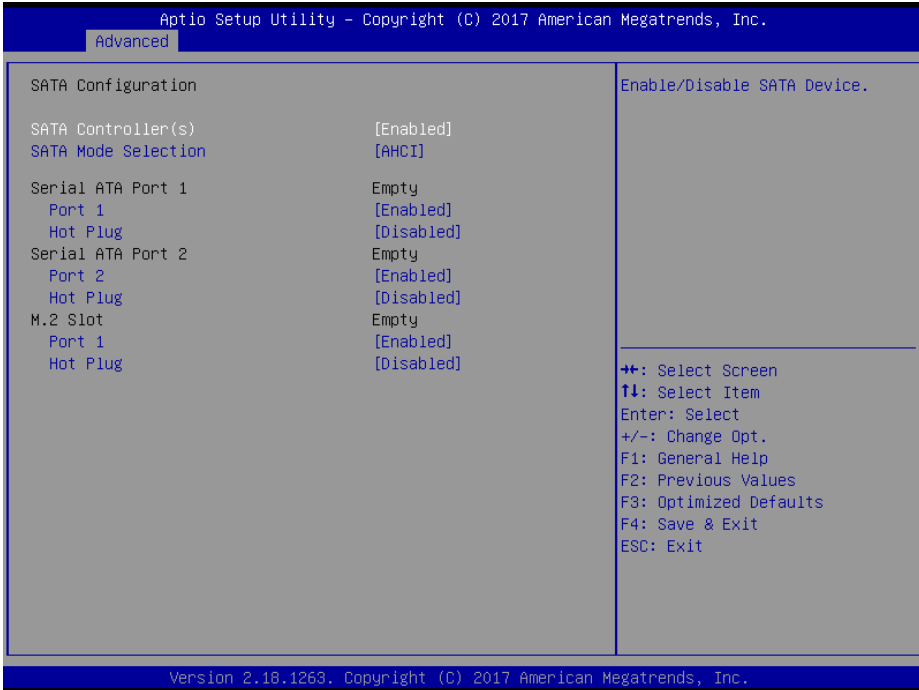 Aptio Setup Utility – Copyright (C) 2017 American Megatrends, Inc.
Advanced
SATA Configuration
SATA Controller(s) [Enabled]
SATA Mode Selection [AHCI]
Serial ATA Port 1 Empty
Port 1 [Enabled]
Hot Plug [Disabled]
Serial ATA Port 2 Empty
Port 2 [Enabled]
Hot Plug [Disabled]
M.2 Slot Empty
Port 1 [Enabled]
Hot Plug [Disabled]
Enable/Disable SATA Device.
→←: Select Screen
↑↓: Select Item
Enter: Select
+/-: Change Opt.
F1: General Help
F2: Previous Values
F3: Optimized Defaults
F4: Save & Exit
ESC: Exit
Version 2.18.1263. Copyright (C) 2017 American Megatrends, Inc.